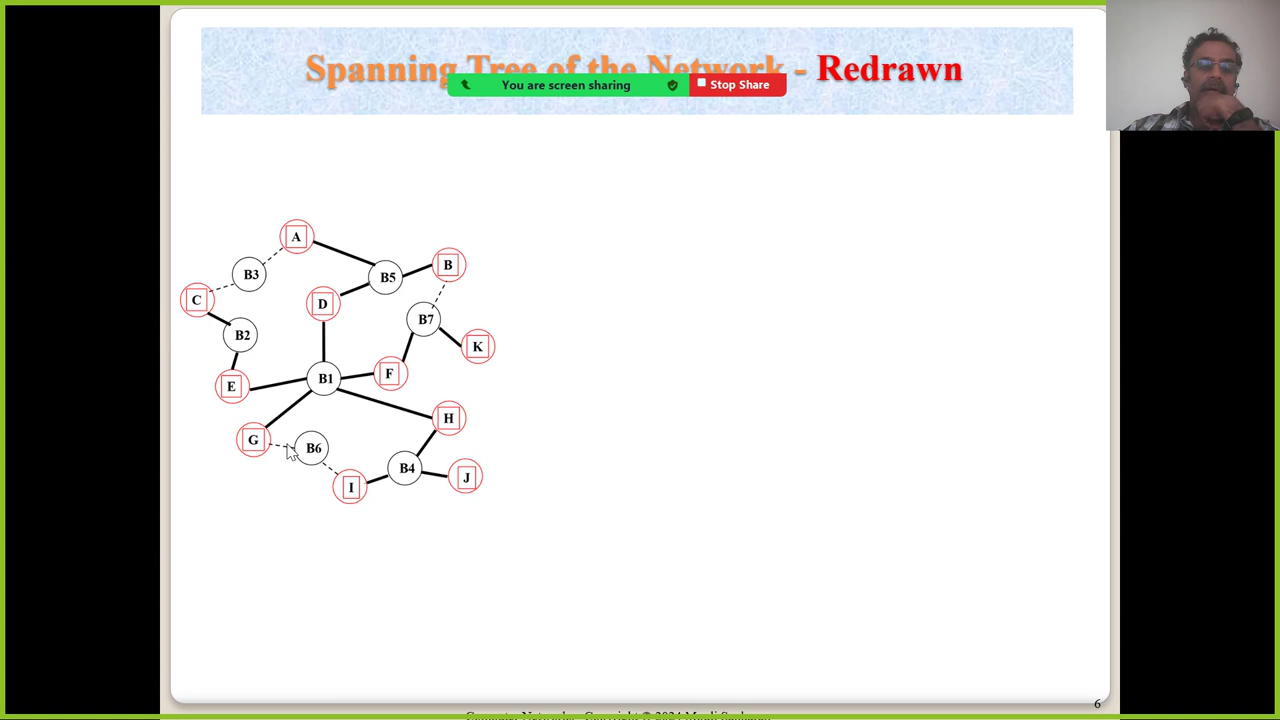 Spanning Tree of the Network - Redrawn
You are screen sharing
Stop Share
A
B3
B
B5
C
D
B7
B2
K
F
B1
E
H
G
B6
B4
J
I
6